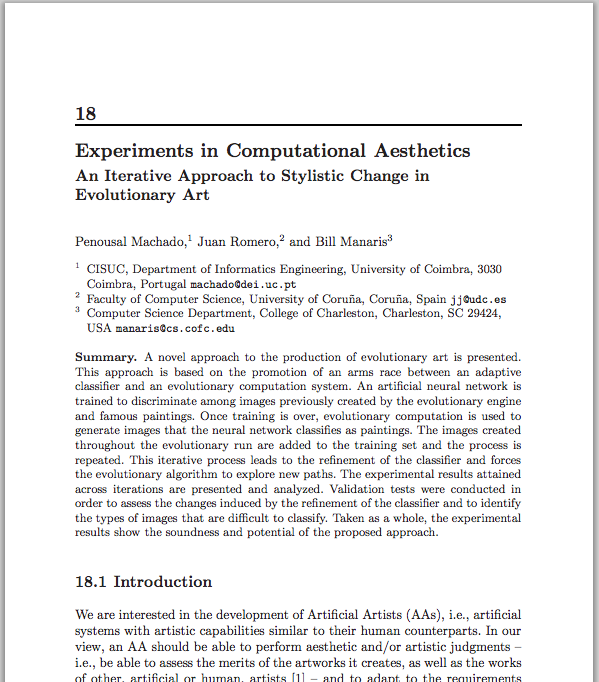 18
Experiments in Computational Aesthetics
An Iterative Approach to Stylistic Change in
Evolutionary Art
Penousal Machado,1 Juan Romero,2 and Bill Manaris3
1 CISUC, Department of Informatics Engineering, University of Coimbra, 3030
Coimbra, Portugal machado@dei.uc.pt
2 Faculty of Computer Science, University of Coruña, Coruña, Spain jj@udc.es
3 Computer Science Department, College of Charleston, Charleston, SC 29424,
USA manaris@cs.cofc.edu
Summary. A novel approach to the production of evolutionary art is presented.
This approach is based on the promotion of an arms race between an adaptive
classifier and an evolutionary computation system. An artificial neural network is
trained to discriminate among images previously created by the evolutionary engine
and famous paintings. Once training is over, evolutionary computation is used to
generate images that the neural network classifies as paintings. The images created
throughout the evolutionary run are added to the training set and the process is
repeated. This iterative process leads to the refinement of the classifier and forces
the evolutionary algorithm to explore new paths. The experimental results attained
across iterations are presented and analyzed. Validation tests were conducted in
order to assess the changes induced by the refinement of the classifier and to identify
the types of images that are difficult to classify. Taken as a whole, the experimental
results show the soundness and potential of the proposed approach.
18.1 Introduction
We are interested in the development of Artificial Artists (AAs), i.e., artificial
systems with artistic capabilities similar to their human counterparts. In our
view, an AA should be able to perform aesthetic and/or artistic judgments –
i.e., be able to assess the merits of the artworks it creates, as well as the works
of other, artificial or human, artists [1] – and to adapt to the requirements